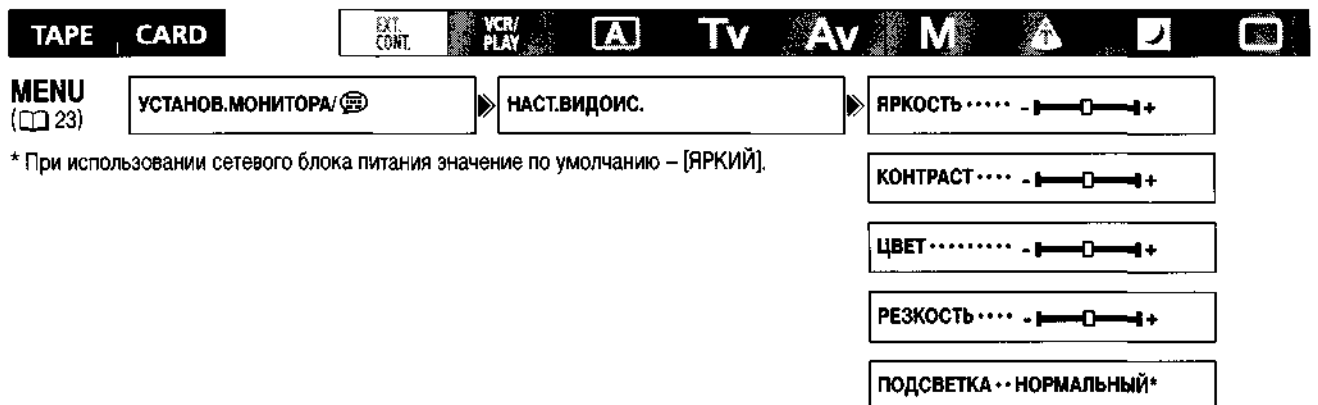 TAPE CARD EXT. CONT. VCR/ PLAY A Tv Av M
MENU УСТАНОВ.МОНИТОРА/ НАСТ.ВИДОИС. ЯРКОСТЬ ····· - +
( 23)
* При использовании сетевого блока питания значение по умолчанию – [ЯРКИЙ].
КОНТРАСТ ···· - +
ЦВЕТ ········· - +
РЕЗКОСТЬ ····· - +
ПОДСВЕТКА ·· НОРМАЛЬНЫЙ*